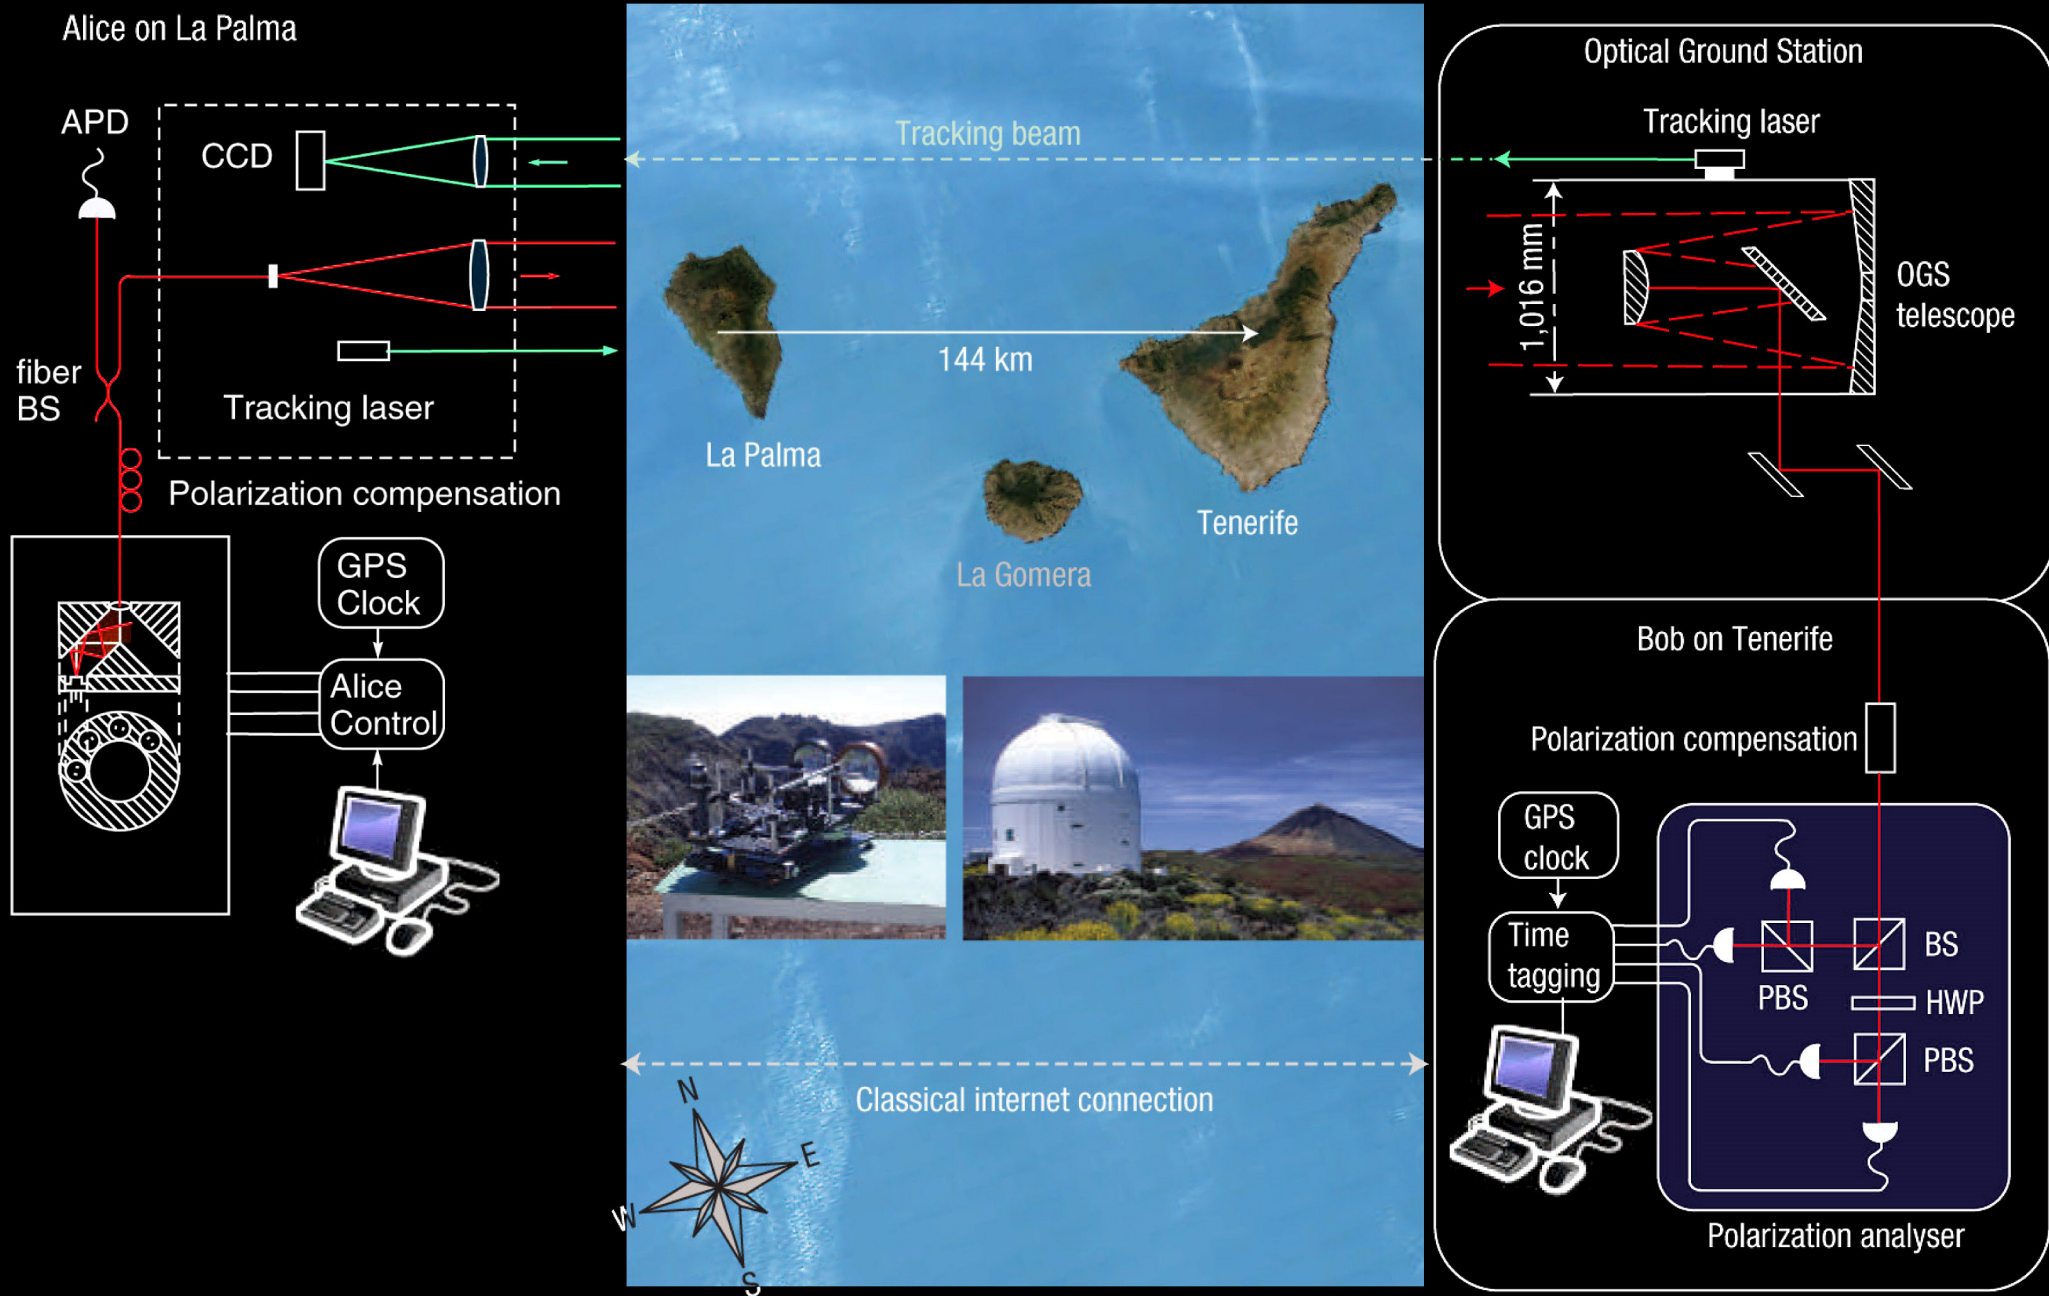 Alice on La Palma
APD
CCD
fiber
BS
Tracking laser
Polarization compensation
GPS
Clock
Alice
Control
Tracking beam
144 km
La Palma
La Gomera
Tenerife
Classical internet connection
N
E
W
S
Optical Ground Station
Tracking laser
1,016 mm
OGS
telescope
Bob on Tenerife
Polarization compensation
GPS
clock
Time
tagging
BS
PBS
HWP
PBS
Polarization analyser